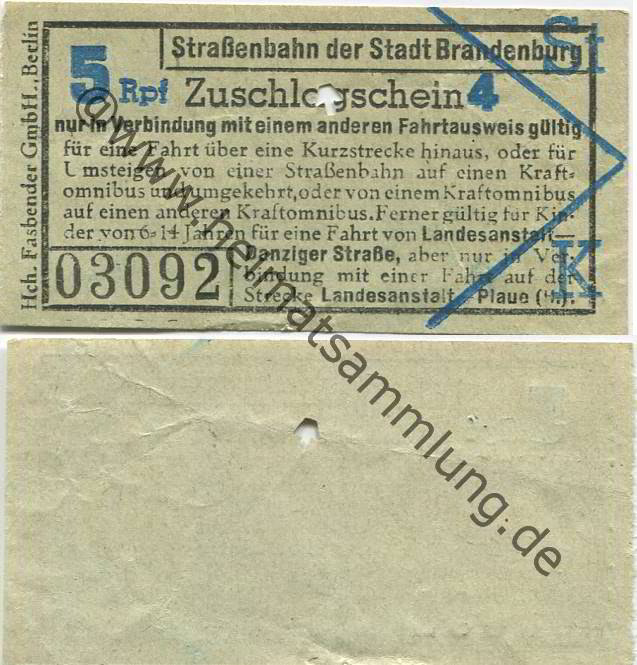 Hch. Fasbender GmbH., Berlin
Straßenbahn der Stadt Brandenburg
5 Rpf Zuschlagschein 4
nur in Verbindung mit einem anderen Fahrtausweis gültig
für eine Fahrt über eine Kurzstrecke hinaus, oder für
Umsteigen von einer Straßenbahn auf einen Kraft-
omnibus und umgekehrt, oder von einem Kraftomnibus
auf einen anderen Kraftomnibus. Ferner gültig für Kin-
der von 6-14 Jahren für eine Fahrt von Landesanstalt—
Danziger Straße, aber nur in Ver-
bindung mit einer Fahrt auf der
Strecke Landesanstalt - Plaue (H.).
03092
St
K
@www.heimatsammlung.de